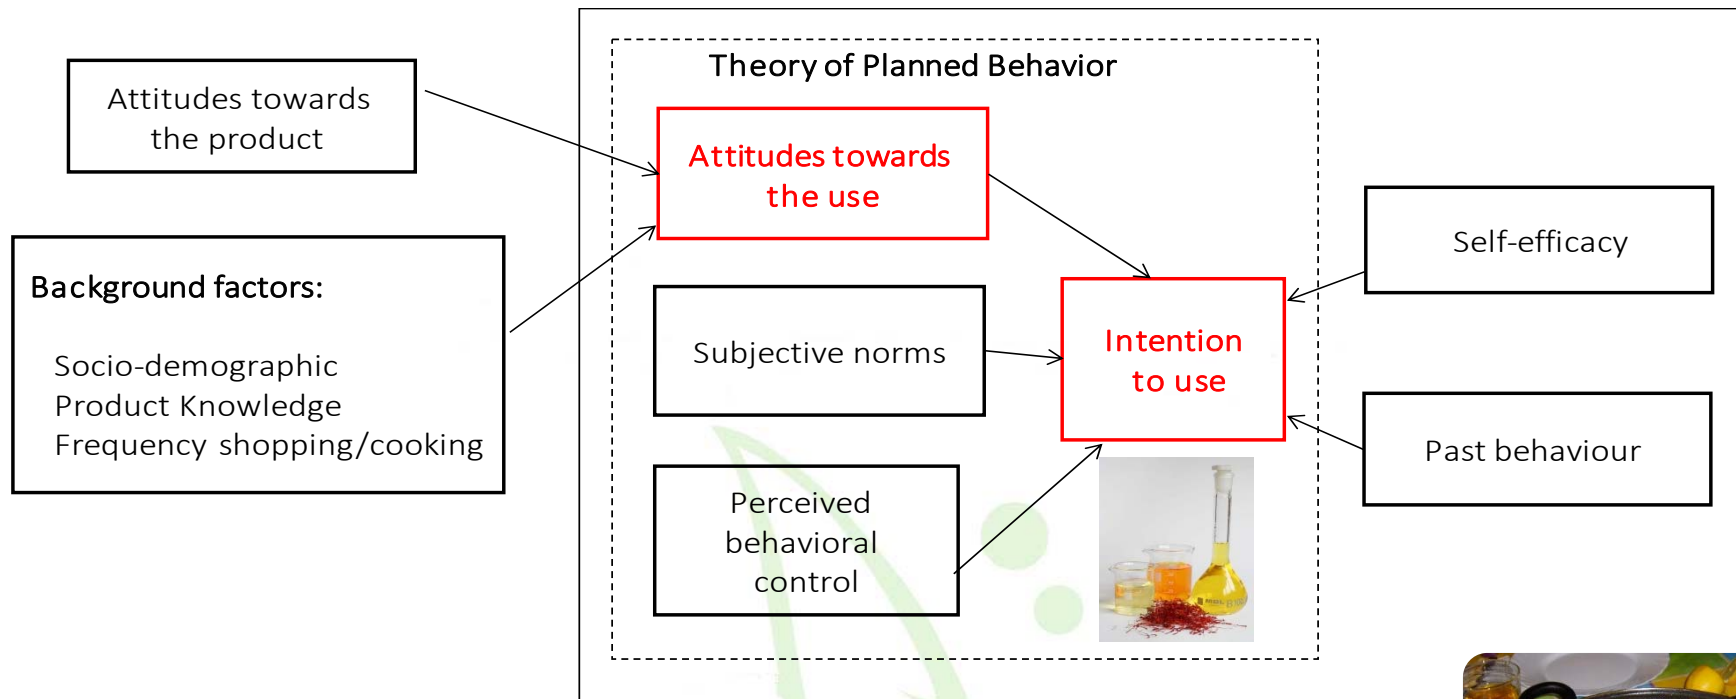 Theory of Planned Behavior
Attitudes towards
the product
Attitudes towards
the use
Background factors:
Socio-demographic
Product Knowledge
Frequency shopping/cooking
Subjective norms
Perceived
behavioral
control
Intention
to use
Self-efficacy
Past behaviour